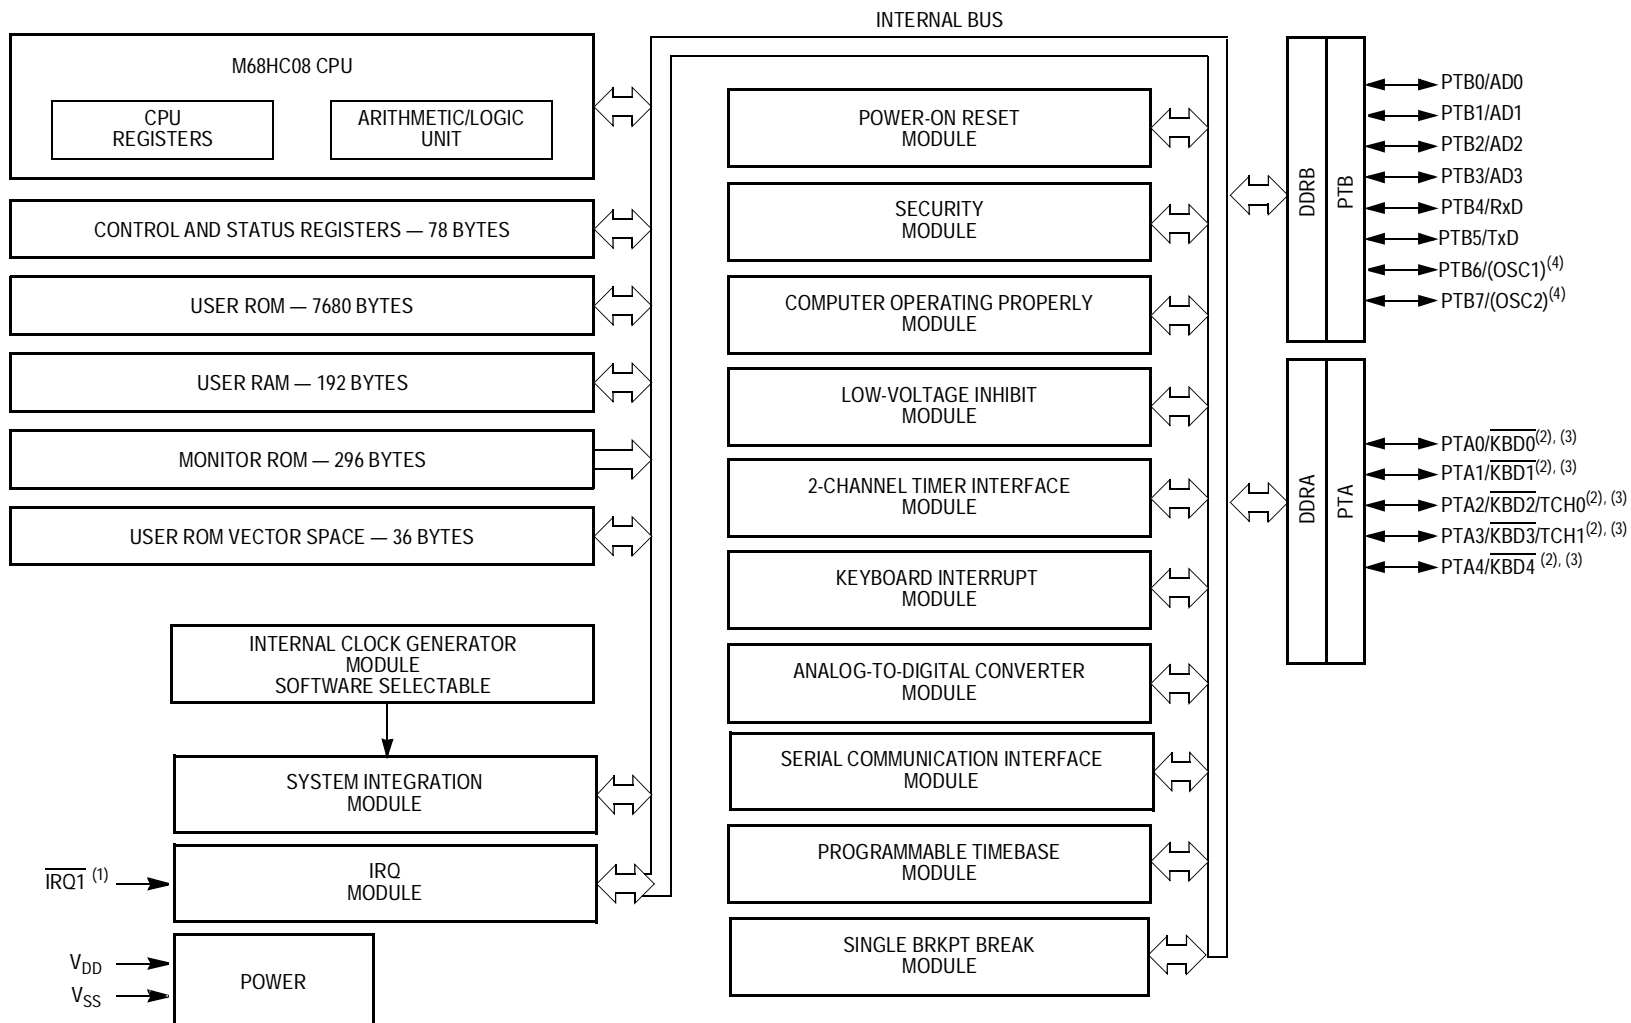 INTERNAL BUS
M68HC08 CPU
CPU
REGISTERS
ARITHMETIC/LOGIC
UNIT
CONTROL AND STATUS REGISTERS — 78 BYTES
USER ROM — 7680 BYTES
USER RAM — 192 BYTES
MONITOR ROM — 296 BYTES
USER ROM VECTOR SPACE — 36 BYTES
INTERNAL CLOCK GENERATOR
MODULE
SOFTWARE SELECTABLE
SYSTEM INTEGRATION
MODULE
IRQ1 (1)
IRQ
MODULE
VDD
VSS
POWER
POWER-ON RESET
MODULE
SECURITY
MODULE
COMPUTER OPERATING PROPERLY
MODULE
LOW-VOLTAGE INHIBIT
MODULE
2-CHANNEL TIMER INTERFACE
MODULE
KEYBOARD INTERRUPT
MODULE
ANALOG-TO-DIGITAL CONVERTER
MODULE
SERIAL COMMUNICATION INTERFACE
MODULE
PROGRAMMABLE TIMEBASE
MODULE
SINGLE BRKPT BREAK
MODULE
DDRB
PTB
PTB0/AD0
PTB1/AD1
PTB2/AD2
PTB3/AD3
PTB4/RxD
PTB5/TxD
PTB6/(OSC1)(4)
PTB7/(OSC2)(4)
DDRA
PTA
PTA0/KBD0(2), (3)
PTA1/KBD1(2), (3)
PTA2/KBD2/TCH0(2), (3)
PTA3/KBD3/TCH1(2), (3)
PTA4/KBD4 (2), (3)